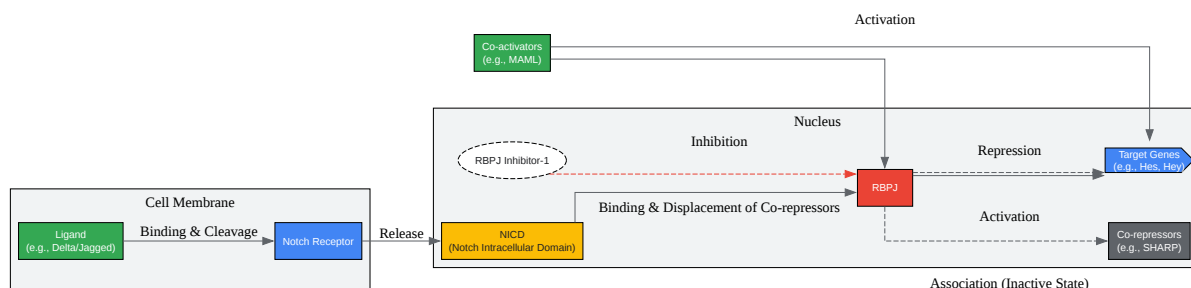 Activation
Co-activators
(e.g., MAML)
Nucleus
Inhibition
RBPJ Inhibitor-1
Repression
Target Genes
(e.g., Hes, Hey)
RBPJ
Cell Membrane
Ligand
(e.g., Delta/Jagged)
Binding & Cleavage
Notch Receptor
Release
NICD
(Notch Intracellular Domain)
Binding & Displacement of Co-repressors
Activation
Co-repressors
(e.g., SHARP)
Association (Inactive State)